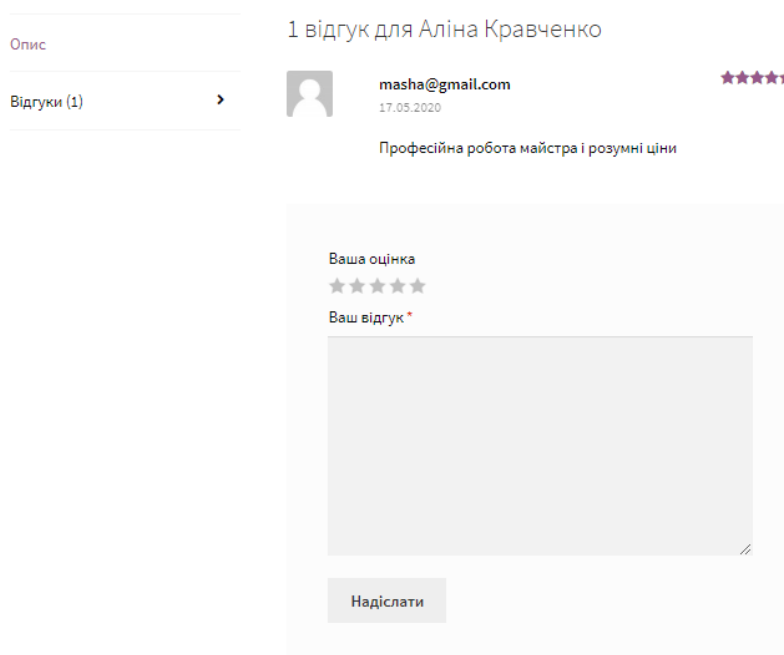 Опис
Відгуки (1)
1 відгук для Аліна Кравченко
masha@gmail.com
17.05.2020
Професійна робота майстра і розумні ціни
Ваша оцінка
Ваш відгук *
Надіслати